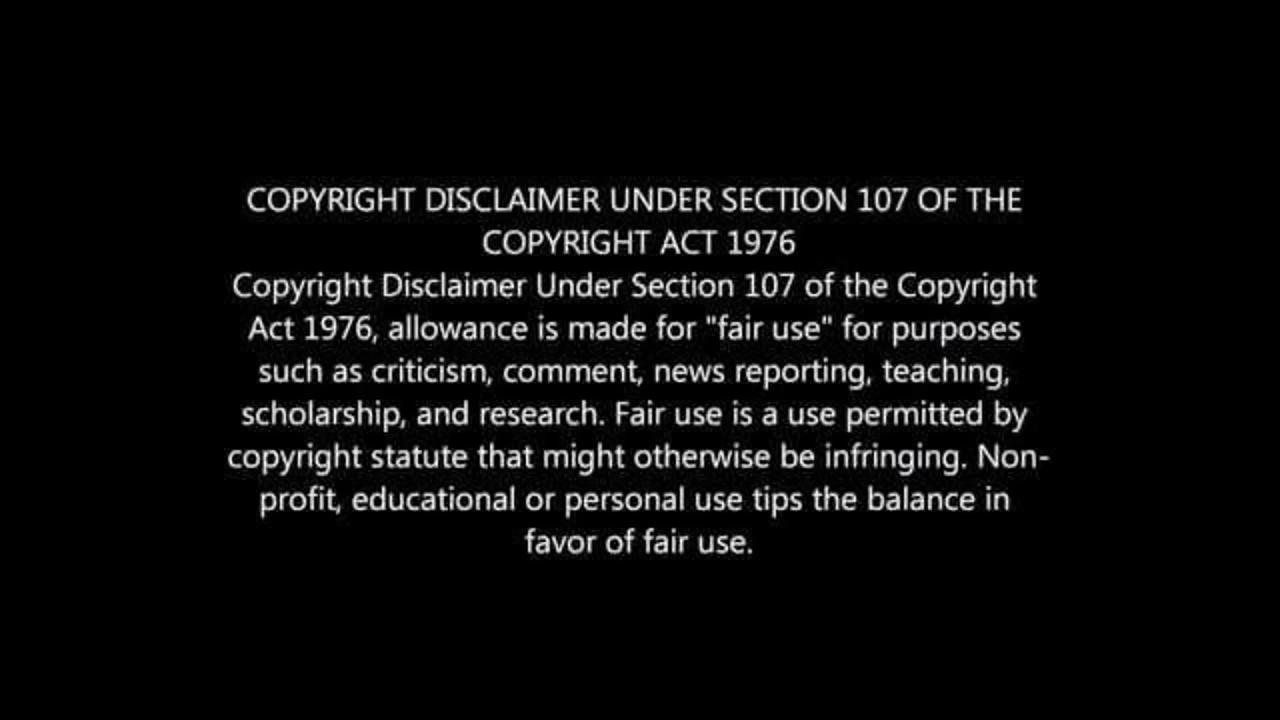 COPYRIGHT DISCLAIMER UNDER SECTION 107 OF THE
COPYRIGHT ACT 1976
Copyright Disclaimer Under Section 107 of the Copyright
Act 1976, allowance is made for "fair use" for purposes
such as criticism, comment, news reporting, teaching,
scholarship, and research. Fair use is a use permitted by
copyright statute that might otherwise be infringing. Non-
profit, educational or personal use tips the balance in
favor of fair use.